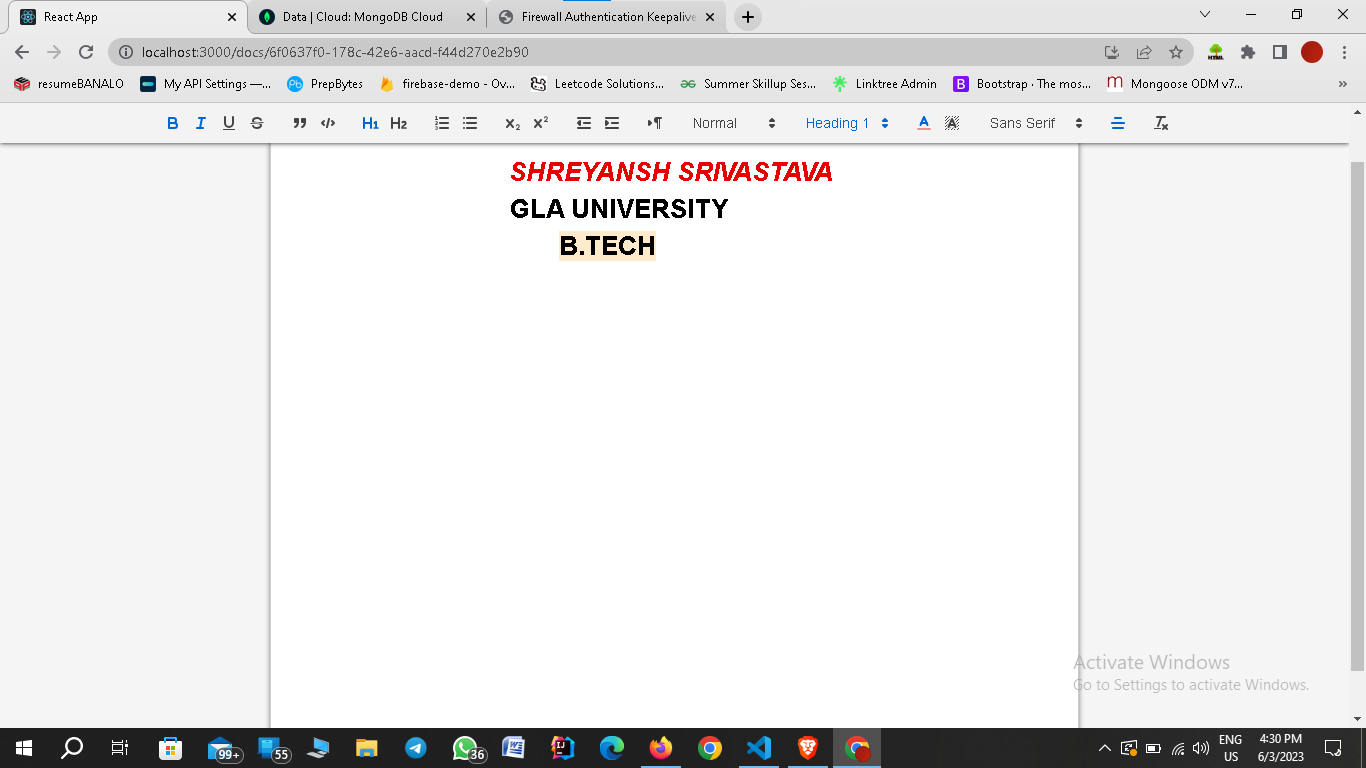 React App
Data | Cloud: MongoDB Cloud
Firewall Authentication Keepalive
localhost:3000/docs/6f0637f0-178c-42e6-aacd-f44d270e2b90
resumeBANALO
My API Settings —...
PrepBytes
firebase-demo - Ov...
Leetcode Solutions...
Summer Skillup Ses...
Linktree Admin
Bootstrap · The mos...
Mongoose ODM v7...
B I U S H1 H2 X2 X2 Normal Heading 1 A A Sans Serif Tx
SHREYANSH SRIVASTAVA
GLA UNIVERSITY
B.TECH
Activate Windows
Go to Settings to activate Windows.
99+
55
36
ENG
US
4:30 PM
6/3/2023